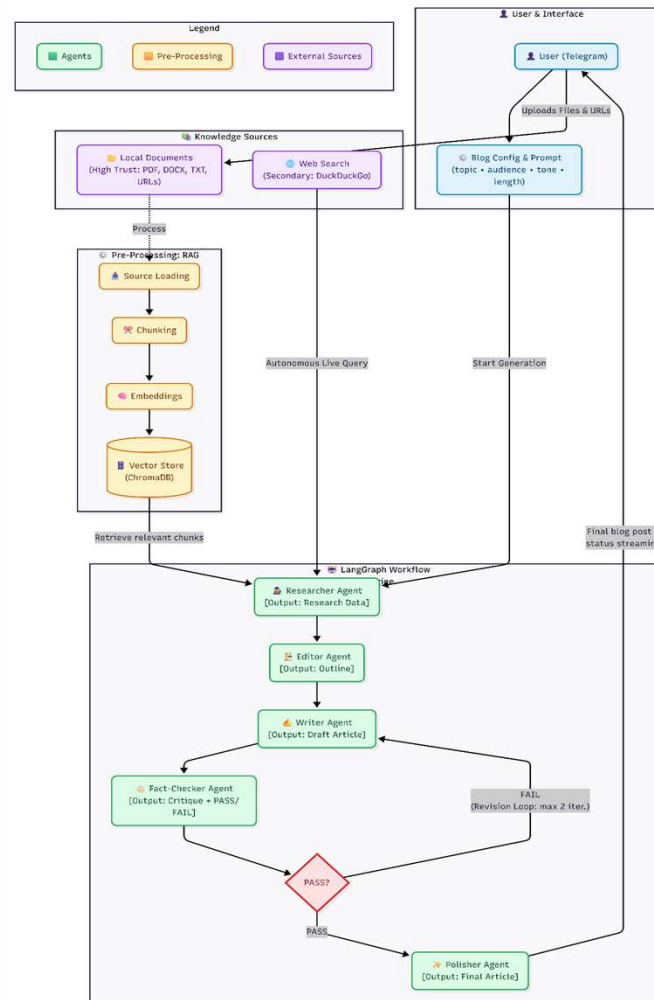 Legend
Agents
Pre-Processing
External Sources
User & Interface
User (Telegram)
Uploads Files & URLs
Blog Config & Prompt
(topic • audience • tone •
length)
Knowledge Sources
Local Documents
(High Trust: PDF, DOCX, TXT,
URLs)
Web Search
(Secondary: DuckDuckGo)
Process
Pre-Processing: RAG
Source Loading
Chunking
Embeddings
Vector Store
(ChromaDB)
Autonomous Live Query
Start Generation
Retrieve relevant chunks
Final blog post
status streamin
LangGraph Workflow
Researcher Agent
[Output: Research Data]
Editor Agent
[Output: Outline]
Writer Agent
[Output: Draft Article]
Fact-Checker Agent
[Output: Critique + PASS/
FAIL]
FAIL
(Revision Loop: max 2 iter.)
PASS?
PASS
Polisher Agent
[Output: Final Article]